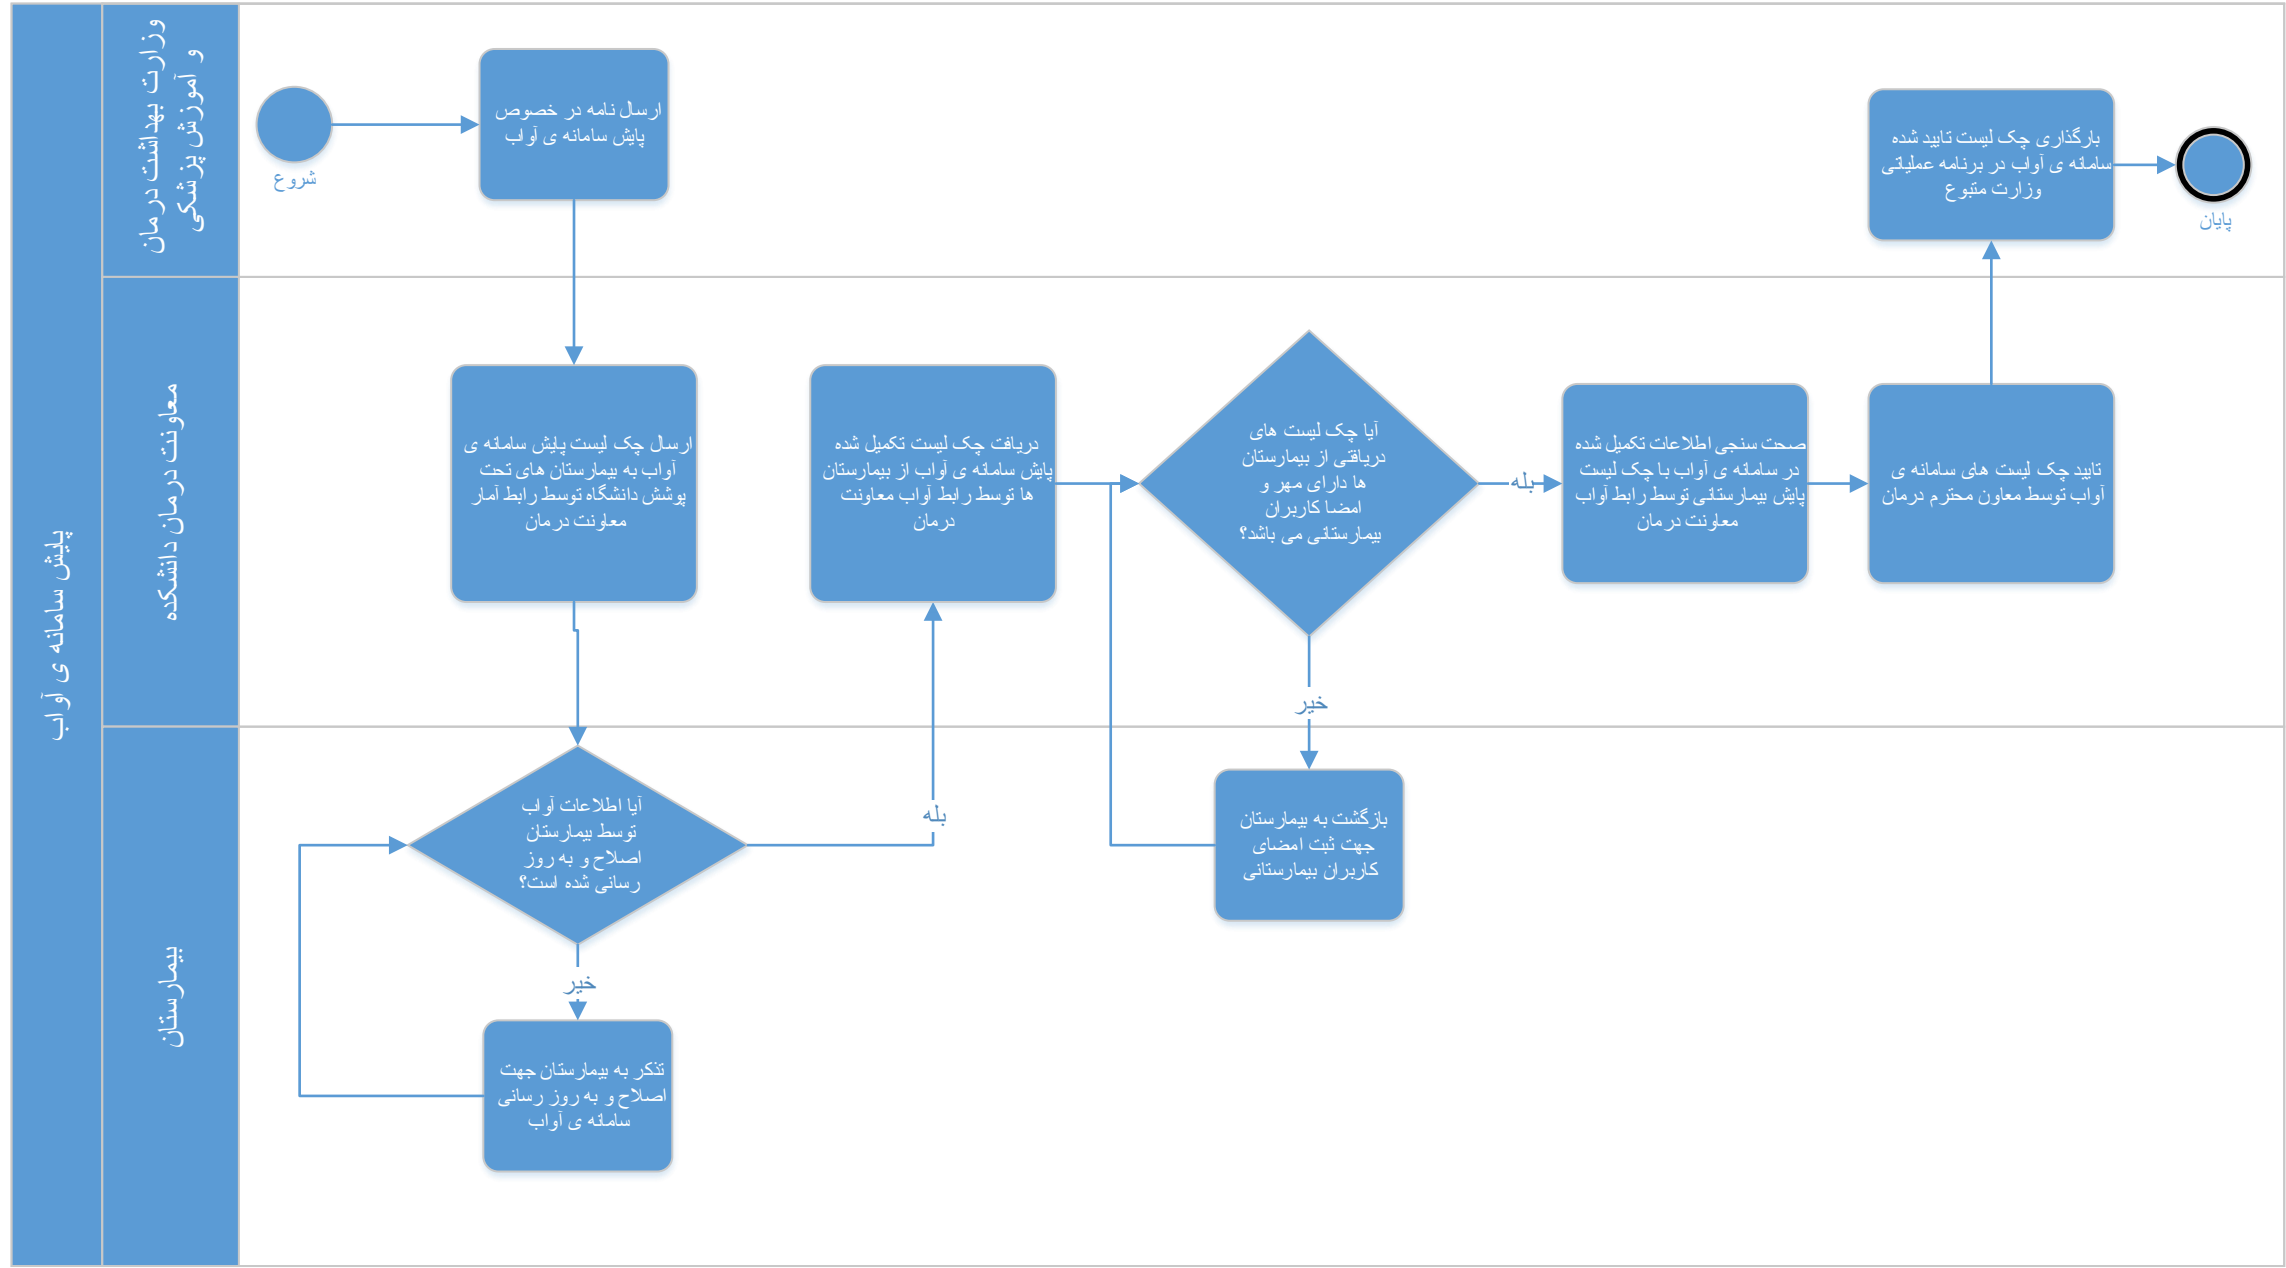 پایش سامانه ی آواب
وزارت بهداشت درمان
و آموزش پزشکی
شروع
ارسال نامه در خصوص
پایش سامانه ی آواب
بارگذاری چک لیست تایید شده
سامانه ی آواب در برنامه عملیاتی
وزارت متبوع
پایان
معاونت درمان دانشکده
ارسال چک لیست پایش سامانه ی
آواب به بیمارستان های تحت
پوشش دانشگاه توسط رابط آمار
معاونت درمان
دریافت چک لیست تکمیل شده
پایش سامانه ی آواب از بیمارستان
ها توسط رابط آواب معاونت
درمان
آیا چک لیست های
دریافتی از بیمارستان
ها دارای مهر و
امضا کاربران
بیمارستانی می باشد؟
بله
صحت سنجی اطلاعات تکمیل شده
در سامانه ی آواب با چک لیست
پایش بیمارستانی توسط رابط آواب
معاونت درمان
تایید چک لیست های سامانه ی
آواب توسط معاون محترم درمان
خیر
بیمارستان
آیا اطلاعات آواب
توسط بیمارستان
اصلاح و به روز
رسانی شده است؟
بله
بازگشت به بیمارستان
جهت ثبت امضای
کاربران بیمارستانی
خیر
تذکر به بیمارستان جهت
اصلاح و به روز رسانی
سامانه ی آواب